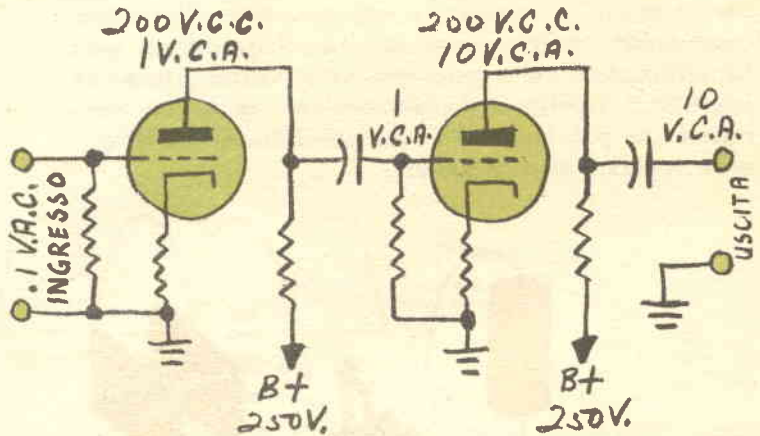 200 V.C.C.
1 V.C.A.
200 V.C.C.
10 V.C.A.
1
V.C.A.
10
V.C.A.
.1 V.A.C.
INGRESSO
USCITA
B+
250V.
B+
250V.